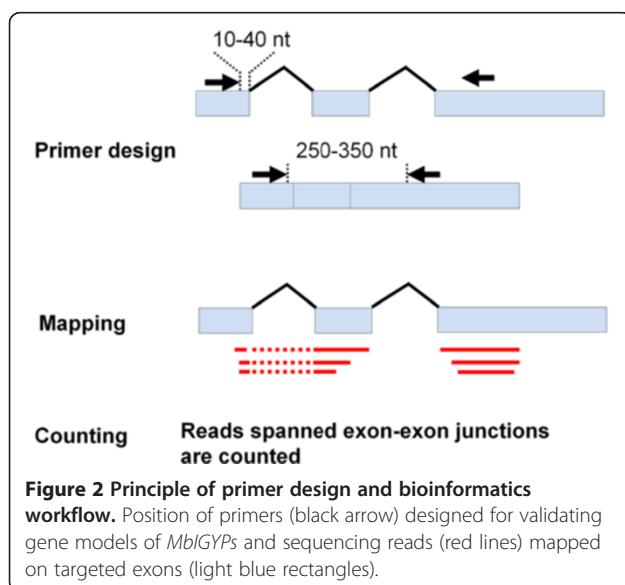 10-40 nt
Primer design
250-350 nt
Mapping
Counting
Reads spanned exon-exon junctions
are counted
Figure 2 Principle of primer design and bioinformatics
workflow. Position of primers (black arrow) designed for validating
gene models of MbIGYPs and sequencing reads (red lines) mapped
on targeted exons (light blue rectangles).